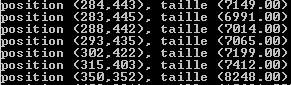 position (284,443), taille (7149.00)
position (283,445), taille (6991.00)
position (288,442), taille (7014.00)
position (293,435), taille (7065.00)
position (302,422), taille (7199.00)
position (315,403), taille (7412.00)
position (350,352), taille (8248.00)